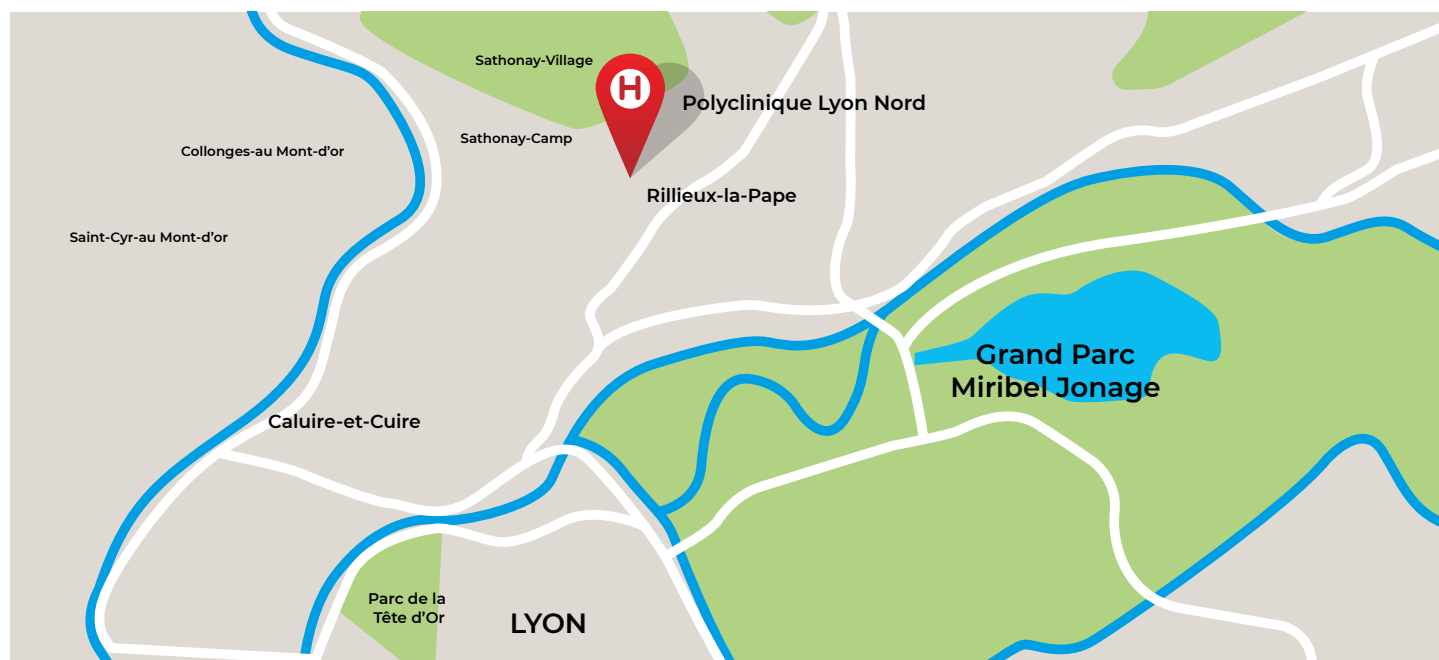 Sathonay-Village
H
Polyclinique Lyon Nord
Sathonay-Camp
Collonges-au Mont-d’or
Rillieux-la-Pape
Saint-Cyr-au Mont-d’or
Grand Parc
Miribel Jonage
Caluire-et-Cuire
Parc de la
Tête d’Or
LYON